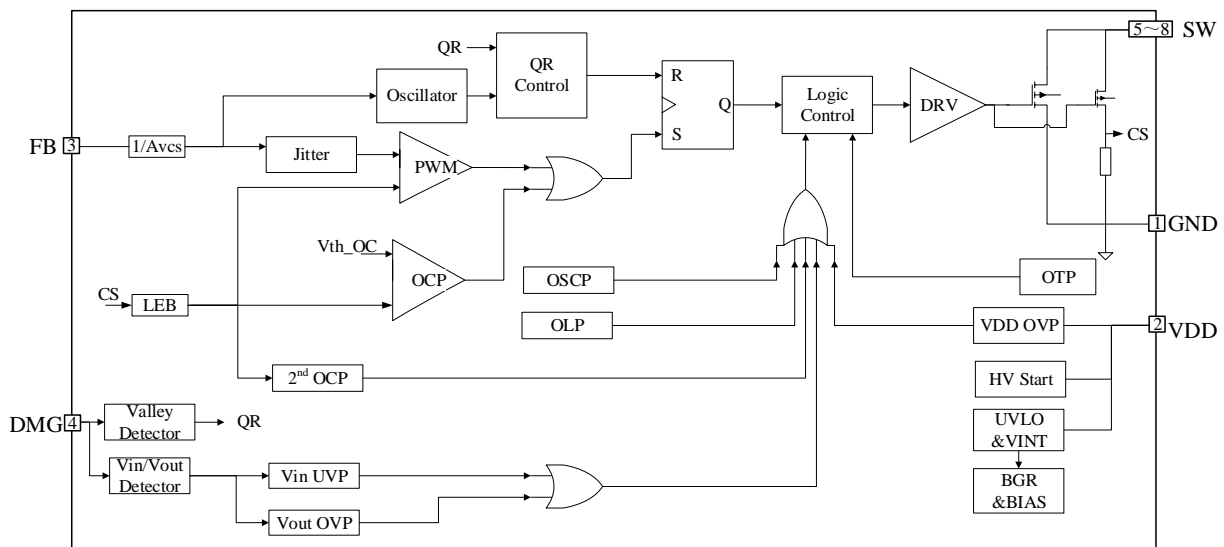 5～8 SW
QR
QR
Control
R
S
Q
Logic
Control
DRV
CS
Oscillator
FB 3
1/Avcs
Jitter
PWM
1 GND
Vth_OC
OCP
CS
LEB
OSCP
OTP
OLP
VDD OVP
2 VDD
2nd OCP
HV Start
DMG 4
Valley
Detector
QR
UVLO
&VINT
Vin/Vout
Detector
Vin UVP
BGR
&BIAS
Vout OVP